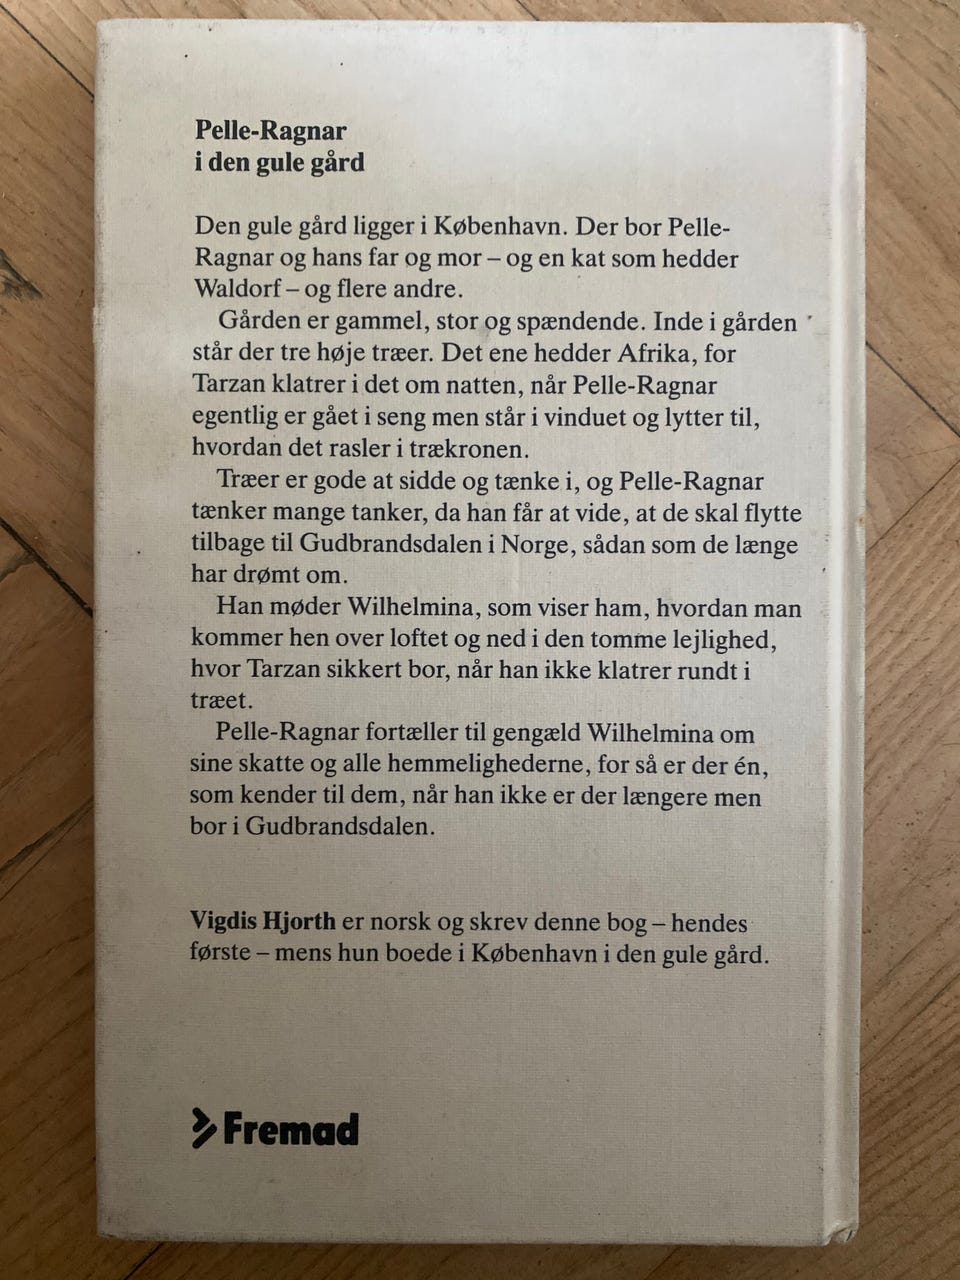 Pelle-Ragnar
i den gule gård
Den gule gård ligger i København. Der bor Pelle-
Ragnar og hans far og mor – og en kat som hedder
Waldorf – og flere andre.
Gården er gammel, stor og spændende. Inde i gården
står der tre høje træer. Det ene hedder Afrika, for
Tarzan klatrer i det om natten, når Pelle-Ragnar
egentlig er gået i seng men står i vinduet og lytter til,
hvordan det rasler i trækronen.
Træer er gode at sidde og tænke i, og Pelle-Ragnar
tænker mange tanker, da han får at vide, at de skal flytte
tilbage til Gudbrandsdalen i Norge, sådan som de længe
har drømt om.
Han møder Wilhelmina, som viser ham, hvordan man
kommer hen over loftet og ned i den tomme lejlighed,
hvor Tarzan sikkert bor, når han ikke klatrer rundt i
træet.
Pelle-Ragnar fortæller til gengæld Wilhelmina om
sine skatte og alle hemmelighederne, for så er der én,
som kender til dem, når han ikke er der længere men
bor i Gudbrandsdalen.
Vigdis Hjorth er norsk og skrev denne bog – hendes
første – mens hun boede i København i den gule gård.
Fremad